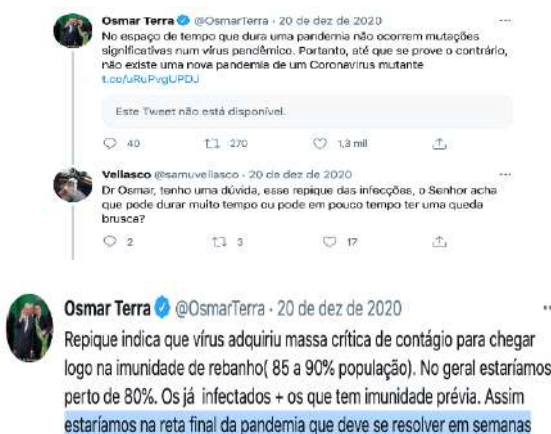 Osmar Terra @OsmarTerra · 20 de dez de 2020
No espaço de tempo que dura uma pandemia não ocorrem mutações
significativas num vírus pandêmico. Portanto, até que se prove o contrário,
não existe uma nova pandemia de um Coronavirus mutante
t.co/uRuPvgUPDJ
Este Tweet não está disponível.
40 270 1,3 mil
Vellasco @samuvellasco · 20 de dez de 2020
Dr Osmar, tenho uma dúvida, esse repique das infecções, o Senhor acha
que pode durar muito tempo ou pode em pouco tempo ter uma queda
brusca?
2 3 17
Osmar Terra @OsmarTerra · 20 de dez de 2020
Repique indica que vírus adquiriu massa crítica de contágio para chegar
logo na imunidade de rebanho( 85 a 90% população). No geral estaríamos
perto de 80%. Os já infectados + os que tem imunidade prévia. Assim
estaríamos na reta final da pandemia que deve se resolver em semanas